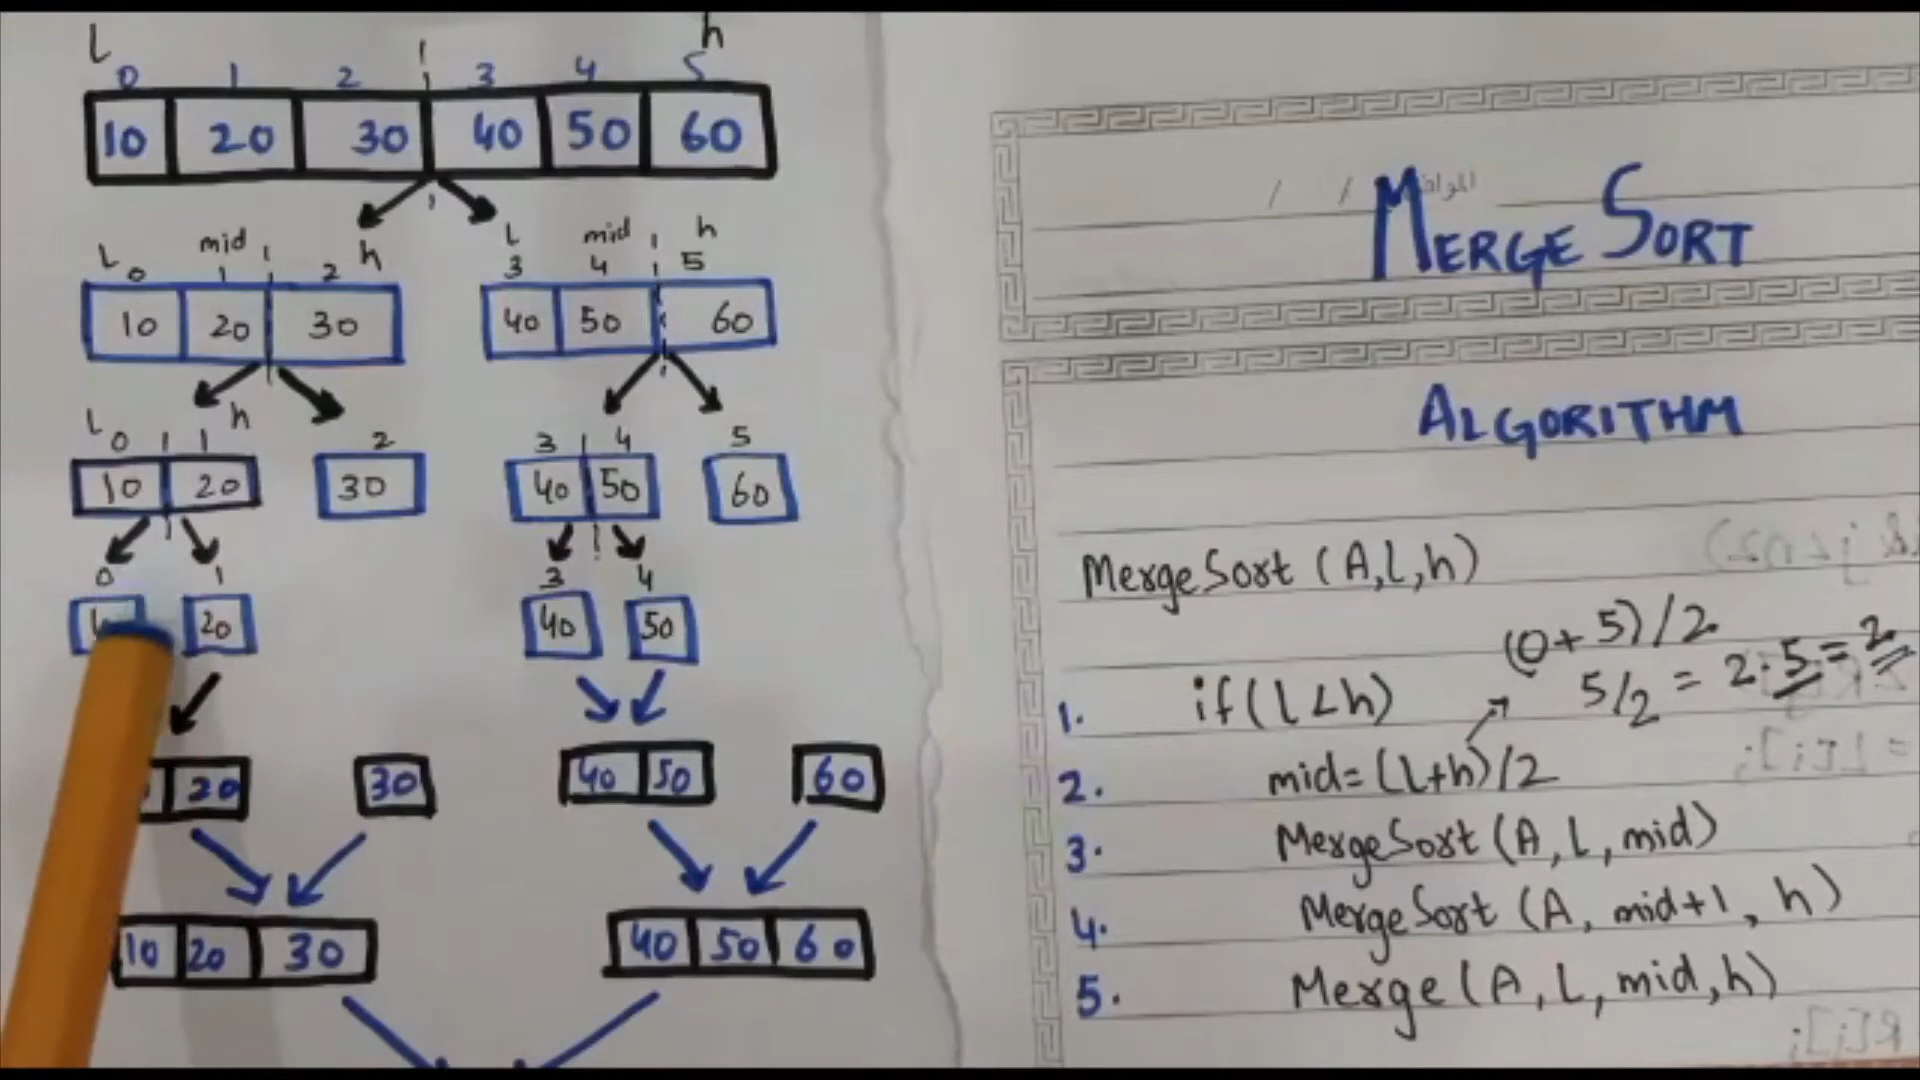 L h
0 1 2 3 4 5
10 20 30 40 50 60
L 0 mid 1 2 h
10 20 30
L mid h
3 4 5
40 50 60
L 0 1 h
10 20
2
30
3 4
40 50
5
60
0 1
20
3 4
40 50
20 30
40 50 60
10 20 30
40 50 60
MERGE SORT
ALGORITHM
MergeSort (A,L,h)
(0+5)/2
5/2 = 2.5 = 2
1. if(L<h)
2. mid=(L+h)/2
3. MergeSort (A, L, mid)
4. MergeSort (A, mid+1, h)
5. Merge (A, L, mid, h)